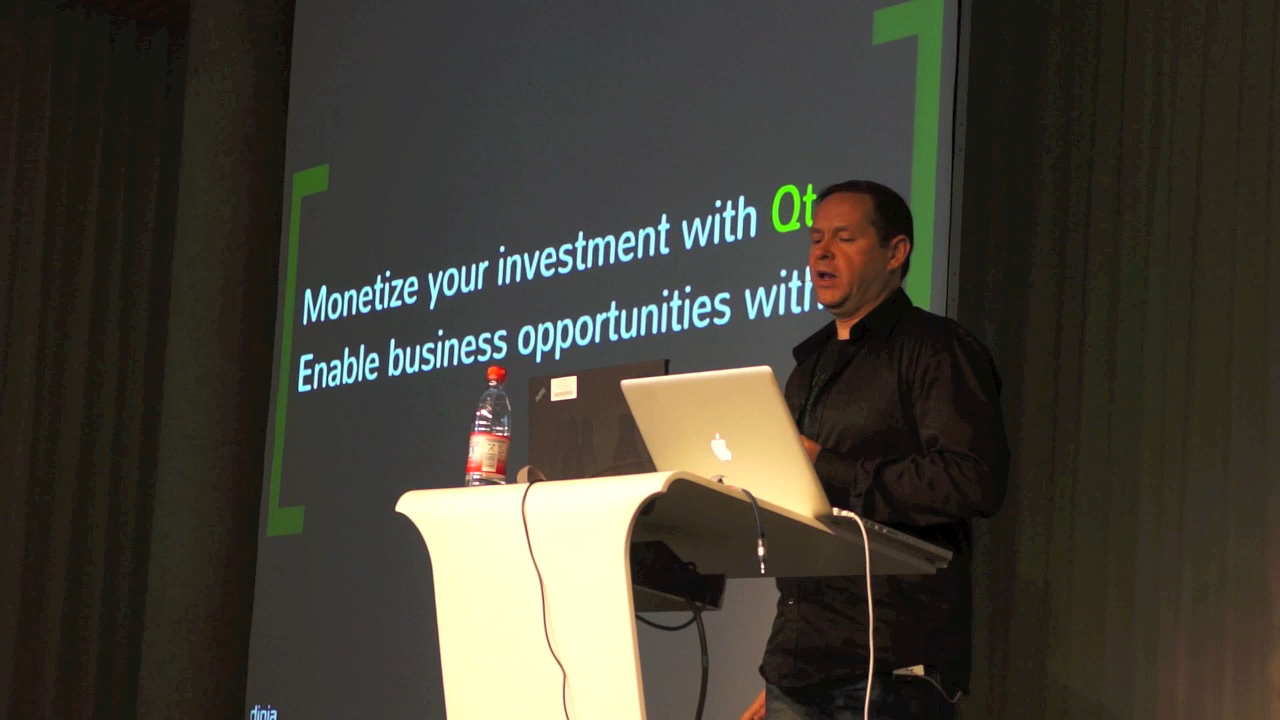 Monetize your investment with Qt
Enable business opportunities with
digia